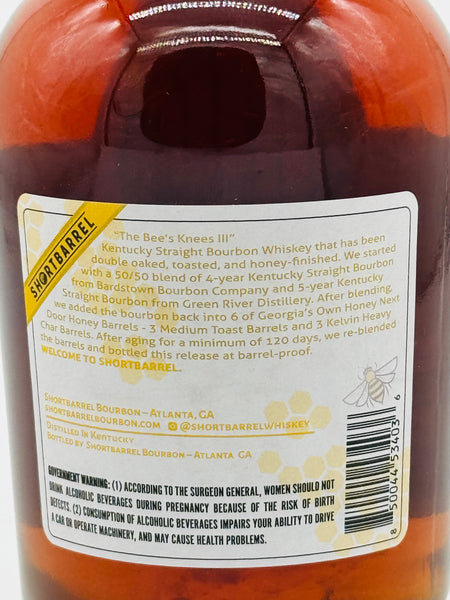 SHORTBARREL
"The Bee's Knees III"
Kentucky Straight Bourbon Whiskey that has been
double oaked, toasted, and honey-finished. We started
with a 50/50 blend of 4-year Kentucky Straight Bourbon
from Bardstown Bourbon Company and 5-year Kentucky
Straight Bourbon from Green River Distillery. After blending,
we added the bourbon back into 6 of Georgia's Own Honey Next
Door Honey Barrels - 3 Medium Toast Barrels and 3 Kelvin Heavy
Char Barrels. After aging for a minimum of 120 days, we re-blended
the barrels and bottled this release at barrel-proof.
WELCOME TO SHORTBARREL.
SHORTBARREL BOURBON – ATLANTA, GA
SHORTBARRELBOURBON.COM @SHORTBARRELWHISKEY
DISTILLED IN KENTUCKY
BOTTLED BY SHORTBARREL BOURBON – ATLANTA GA
GOVERNMENT WARNING: (1) ACCORDING TO THE SURGEON GENERAL, WOMEN SHOULD NOT
DRINK ALCOHOLIC BEVERAGES DURING PREGNANCY BECAUSE OF THE RISK OF BIRTH
DEFECTS. (2) CONSUMPTION OF ALCOHOLIC BEVERAGES IMPAIRS YOUR ABILITY TO DRIVE
A CAR OR OPERATE MACHINERY, AND MAY CAUSE HEALTH PROBLEMS.
8 50044 53403 6